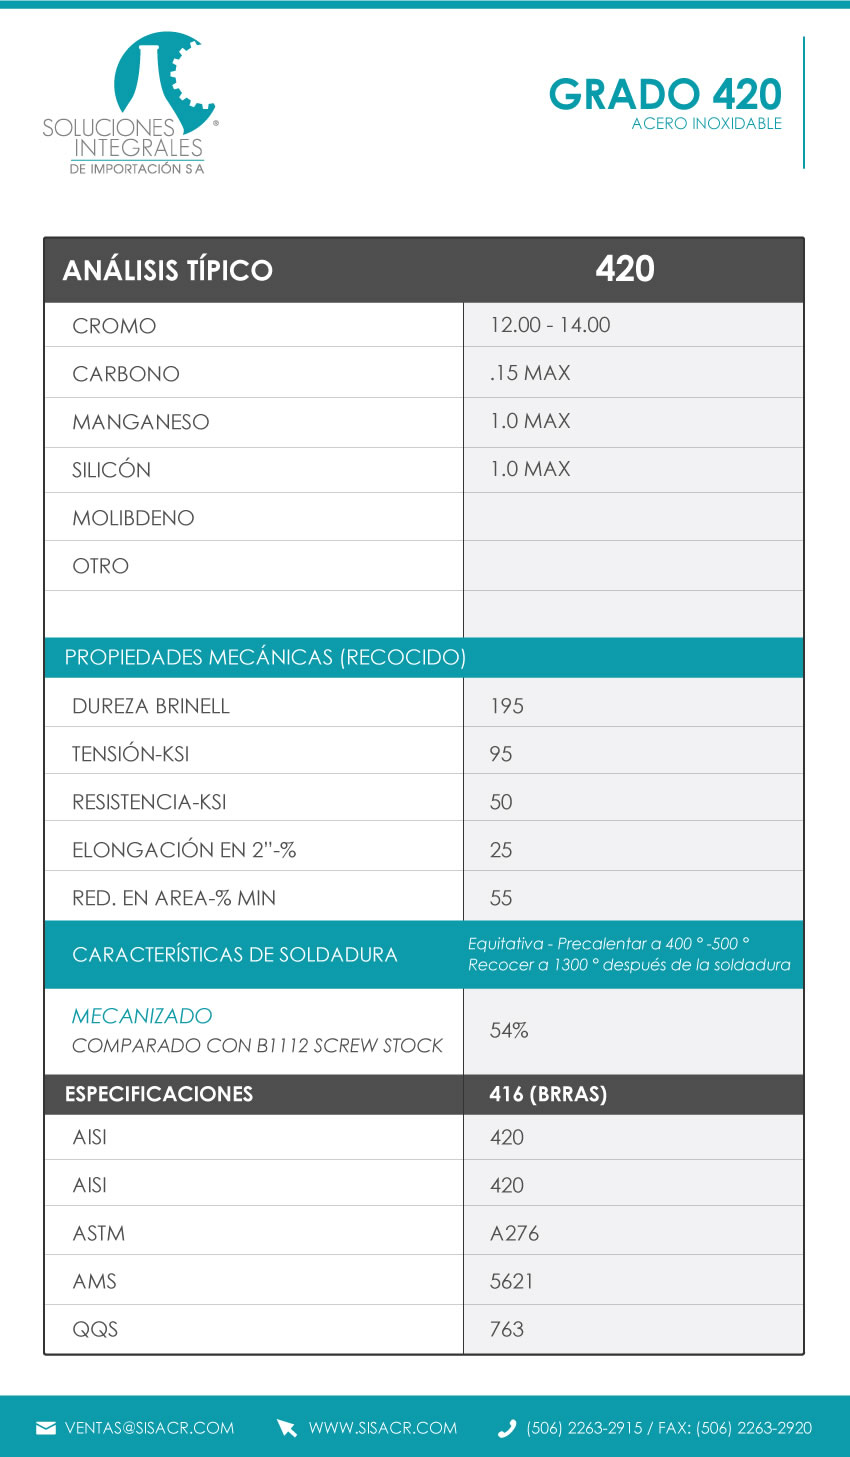 SOLUCIONES
INTEGRALES
DE IMPORTACIÓN S A
®
GRADO 420
ACERO INOXIDABLE
ANÁLISIS TÍPICO 420
CROMO 12.00 - 14.00
CARBONO .15 MAX
MANGANESO 1.0 MAX
SILICÓN 1.0 MAX
MOLIBDENO
OTRO
PROPIEDADES MECÁNICAS (RECOCIDO)
DUREZA BRINELL 195
TENSIÓN-KSI 95
RESISTENCIA-KSI 50
ELONGACIÓN EN 2”-% 25
RED. EN AREA-% MIN 55
CARACTERÍSTICAS DE SOLDADURA Equitativa - Precalentar a 400 ° -500 °
Recocer a 1300 ° después de la soldadura
MECANIZADO
COMPARADO CON B1112 SCREW STOCK 54%
ESPECIFICACIONES 416 (BRRAS)
AISI 420
AISI 420
ASTM A276
AMS 5621
QQS 763
VENTAS@SISACR.COM WWW.SISACR.COM (506) 2263-2915 / FAX: (506) 2263-2920